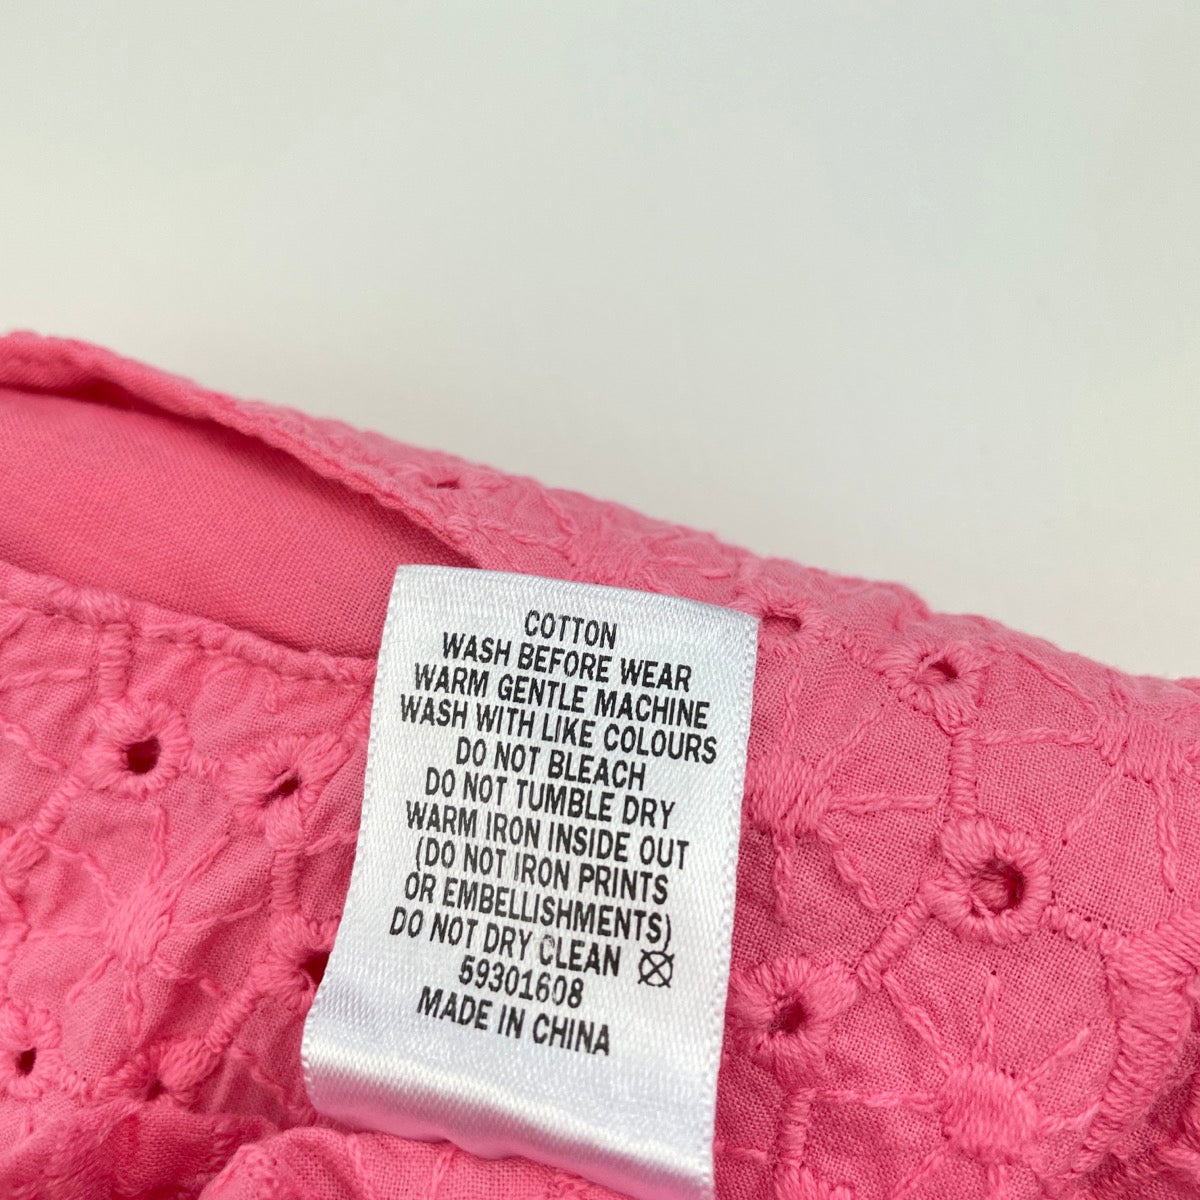 COTTON
WASH BEFORE WEAR
WARM GENTLE MACHINE
WASH WITH LIKE COLOURS
DO NOT BLEACH
DO NOT TUMBLE DRY
WARM IRON INSIDE OUT
(DO NOT IRON PRINTS
OR EMBELLISHMENTS)
DO NOT DRY CLEAN
59301608
MADE IN CHINA